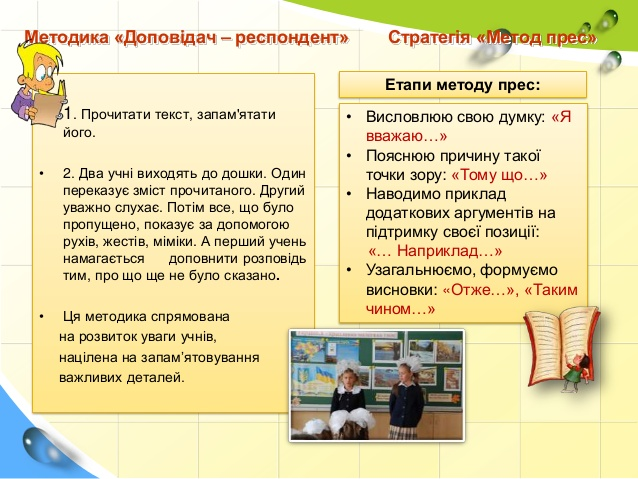 Методика «Доповідач – респондент»
1. Прочитати текст, запам'ятати
його.
• 2. Два учні виходять до дошки. Один
переказує зміст прочитаного. Другий
уважно слухає. Потім все, що було
пропущено, показує за допомогою
рухів, жестів, міміки. А перший учень
намагається доповнити розповідь
тим, про що ще не було сказано.
• Ця методика спрямована
на розвиток уваги учнів,
націлена на запам'ятовування
важливих деталей.
Стратегія «Метод прес»
Етапи методу прес:
• Висловлюю свою думку: «Я
вважаю…»
• Пояснюю причину такої
точки зору: «Тому що…»
• Наводимо приклад
додаткових аргументів на
підтримку своєї позиції:
«… Наприклад…»
• Узагальнюємо, формуємо
висновки: «Отже…», «Таким
чином…»